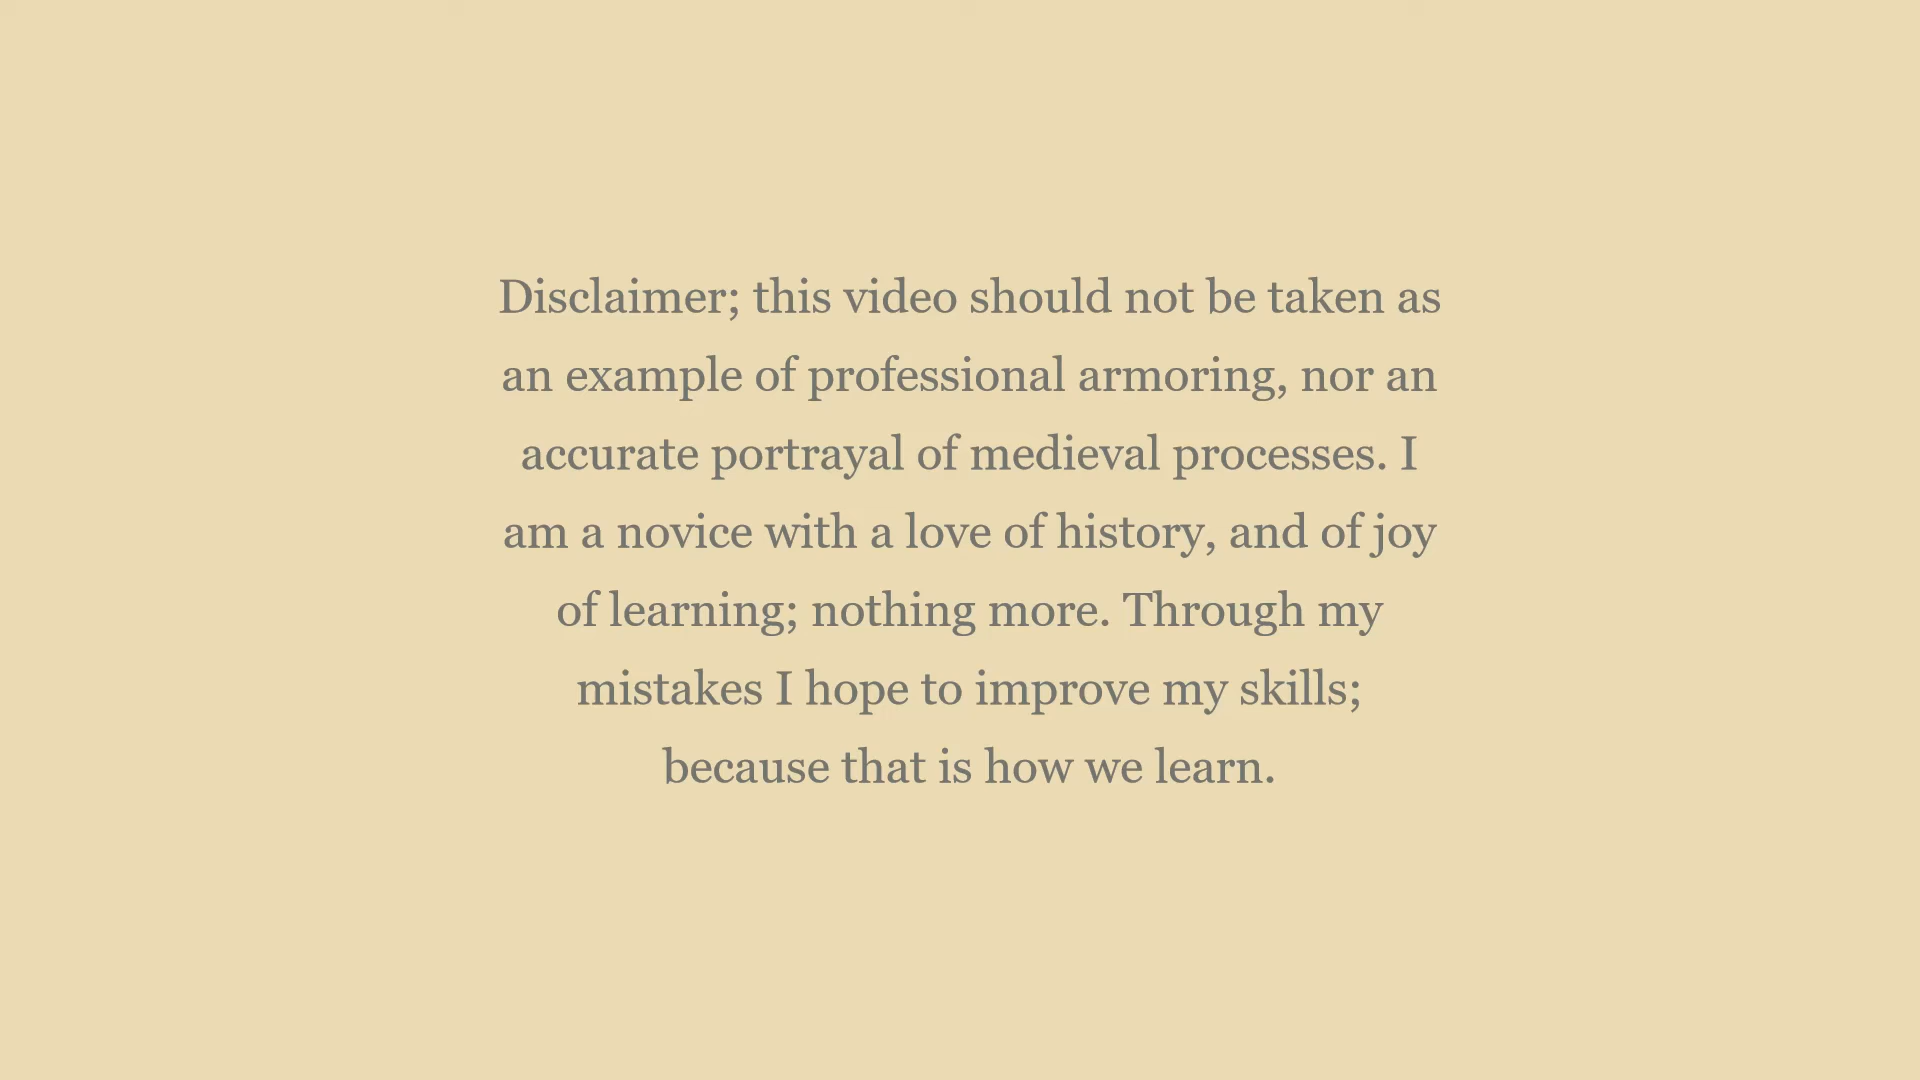 Disclaimer; this video should not be taken as
an example of professional armoring, nor an
accurate portrayal of medieval processes. I
am a novice with a love of history, and of joy
of learning; nothing more. Through my
mistakes I hope to improve my skills;
because that is how we learn.